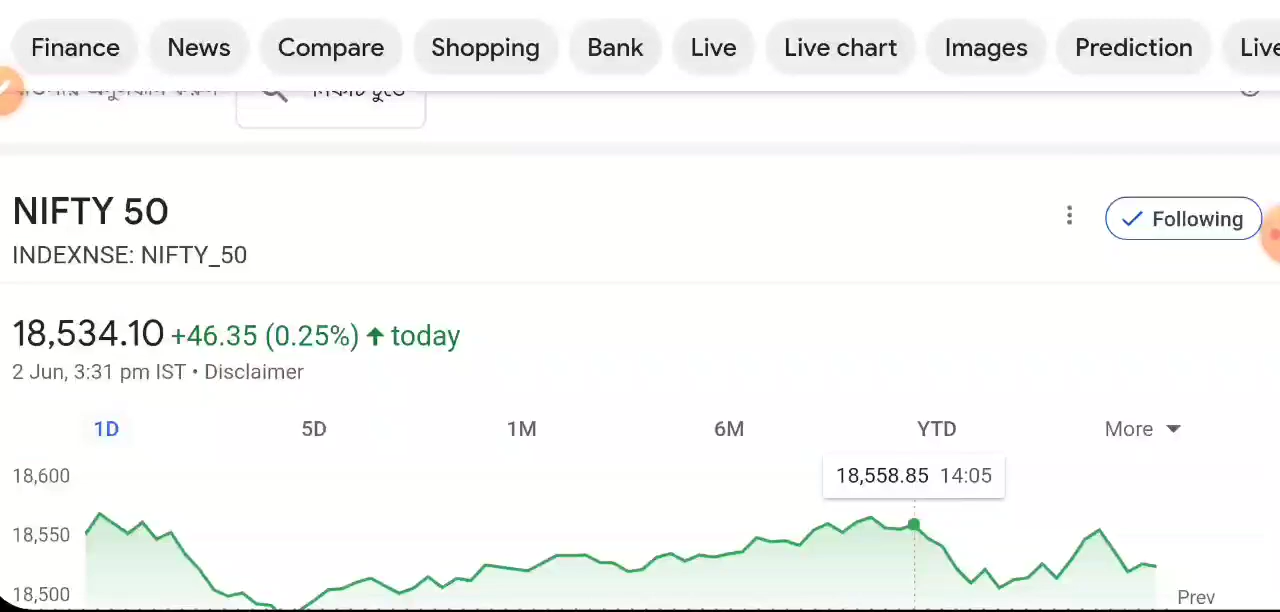 Finance News Compare Shopping Bank Live Live chart Images Prediction Live
NIFTY 50
Following
INDEXNSE: NIFTY_50
18,534.10 +46.35 (0.25%) today
2 Jun, 3:31 pm IST • Disclaimer
1D 5D 1M 6M YTD More
18,600
18,558.85 14:05
18,550
18,500
Prev